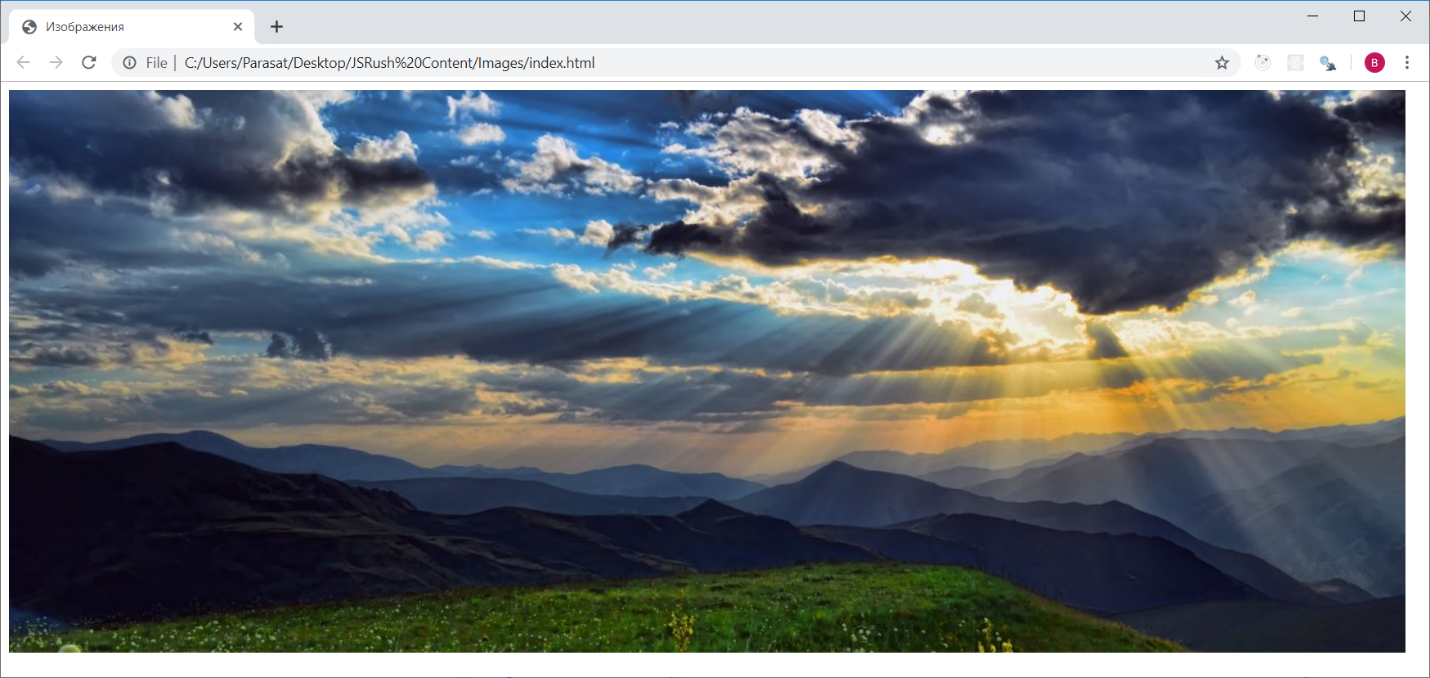 Изображения
File | C:/Users/Parasat/Desktop/JSRush%20Content/Images/index.html
B